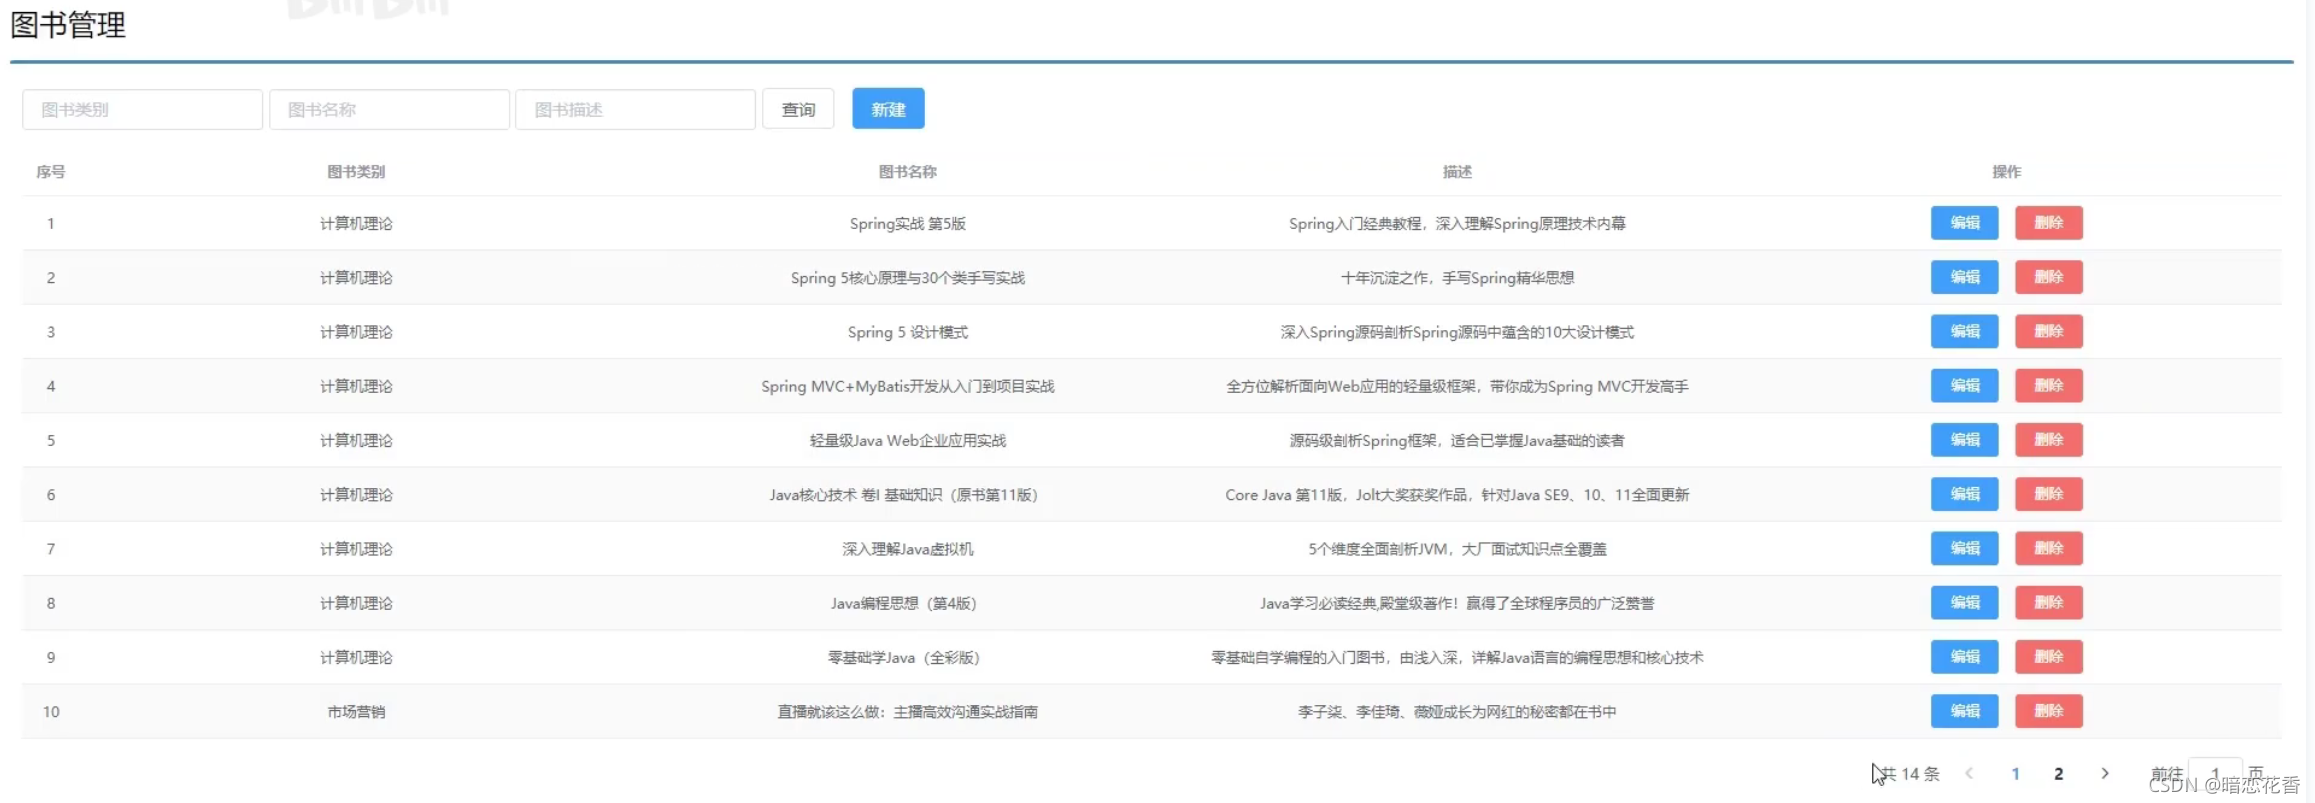 图书管理
图书类别 图书名称 图书描述 查询 新建
序号 图书类别 图书名称 描述 操作
1 计算机理论 Spring实战 第5版 Spring入门经典教程，深入理解Spring原理技术内幕 编辑 删除
2 计算机理论 Spring 5核心原理与30个类手写实战 十年沉淀之作，手写Spring精华思想 编辑 删除
3 计算机理论 Spring 5 设计模式 深入Spring源码剖析Spring源码中蕴含的10大设计模式 编辑 删除
4 计算机理论 Spring MVC+MyBatis开发从入门到项目实战 全方位解析面向Web应用的轻量级框架，带你成为Spring MVC开发高手 编辑 删除
5 计算机理论 轻量级Java Web企业应用实战 源码级剖析Spring框架，适合已掌握Java基础的读者 编辑 删除
6 计算机理论 Java核心技术 卷I 基础知识（原书第11版） Core Java 第11版，Jolt大奖获奖作品，针对Java SE9、10、11全面更新 编辑 删除
7 计算机理论 深入理解Java虚拟机 5个维度全面剖析JVM，大厂面试知识点全覆盖 编辑 删除
8 计算机理论 Java编程思想（第4版） Java学习必读经典,殿堂级著作！赢得了全球程序员的广泛赞誉 编辑 删除
9 计算机理论 零基础学Java（全彩版） 零基础自学编程的入门图书，由浅入深，详解Java语言的编程思想和核心技术 编辑 删除
10 市场营销 直播就该这么做：主播高效沟通实战指南 李子柒、李佳琦、薇娅成长为网红的秘密都在书中 编辑 删除
共 14 条 1 2 前往 1 页
CSDN @暗恋花香